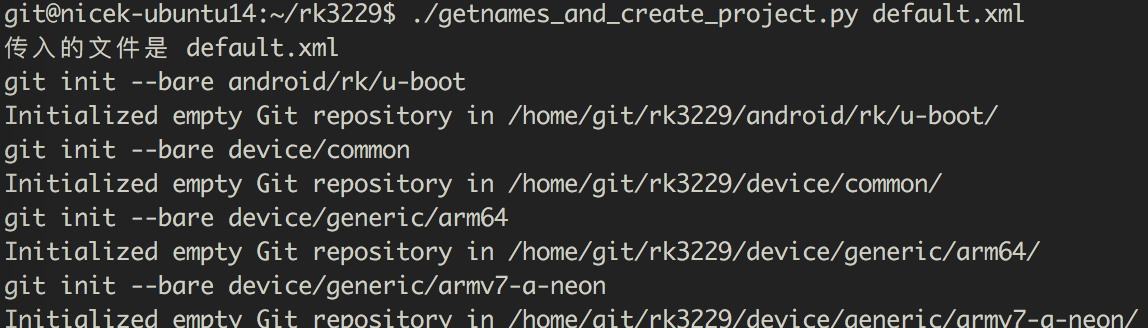 git@nicek-ubuntu14:~/rk3229$ ./getnames_and_create_project.py default.xml
传入的文件是 default.xml
git init --bare android/rk/u-boot
Initialized empty Git repository in /home/git/rk3229/android/rk/u-boot/
git init --bare device/common
Initialized empty Git repository in /home/git/rk3229/device/common/
git init --bare device/generic/arm64
Initialized empty Git repository in /home/git/rk3229/device/generic/arm64/
git init --bare device/generic/armv7-a-neon
Initialized empty Git repository in /home/git/rk3229/device/generic/armv7-a-neon/